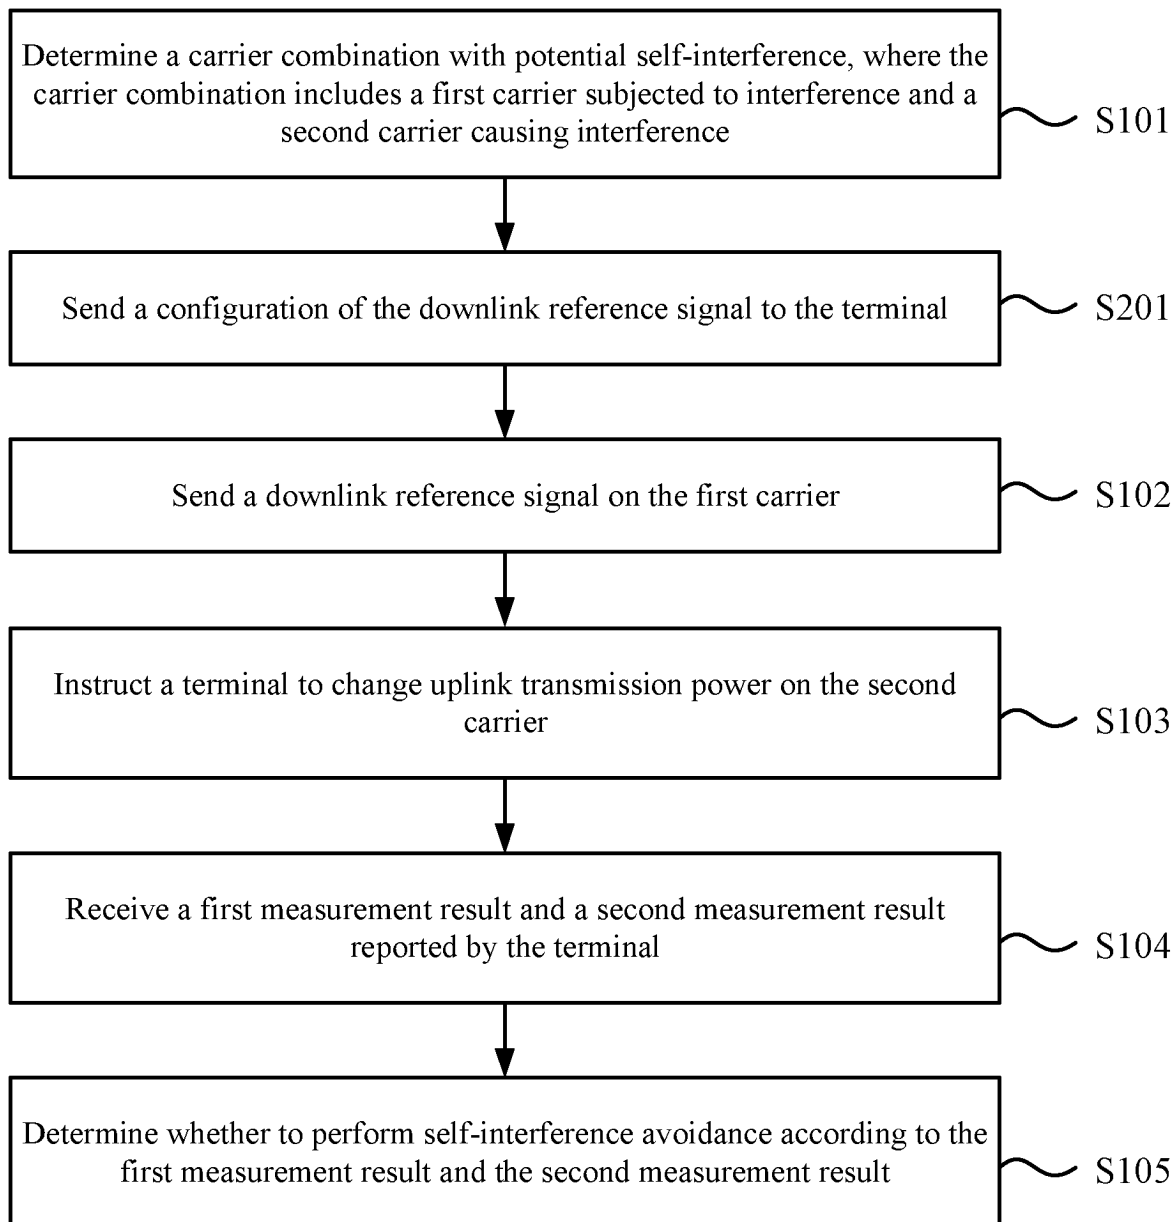 Determine a carrier combination with potential self-interference, where the
carrier combination includes a first carrier subjected to interference and a
second carrier causing interference
S101
Send a configuration of the downlink reference signal to the terminal
S201
Send a downlink reference signal on the first carrier
S102
Instruct a terminal to change uplink transmission power on the second
carrier
S103
Receive a first measurement result and a second measurement result
reported by the terminal
S104
Determine whether to perform self-interference avoidance according to the
first measurement result and the second measurement result
S105